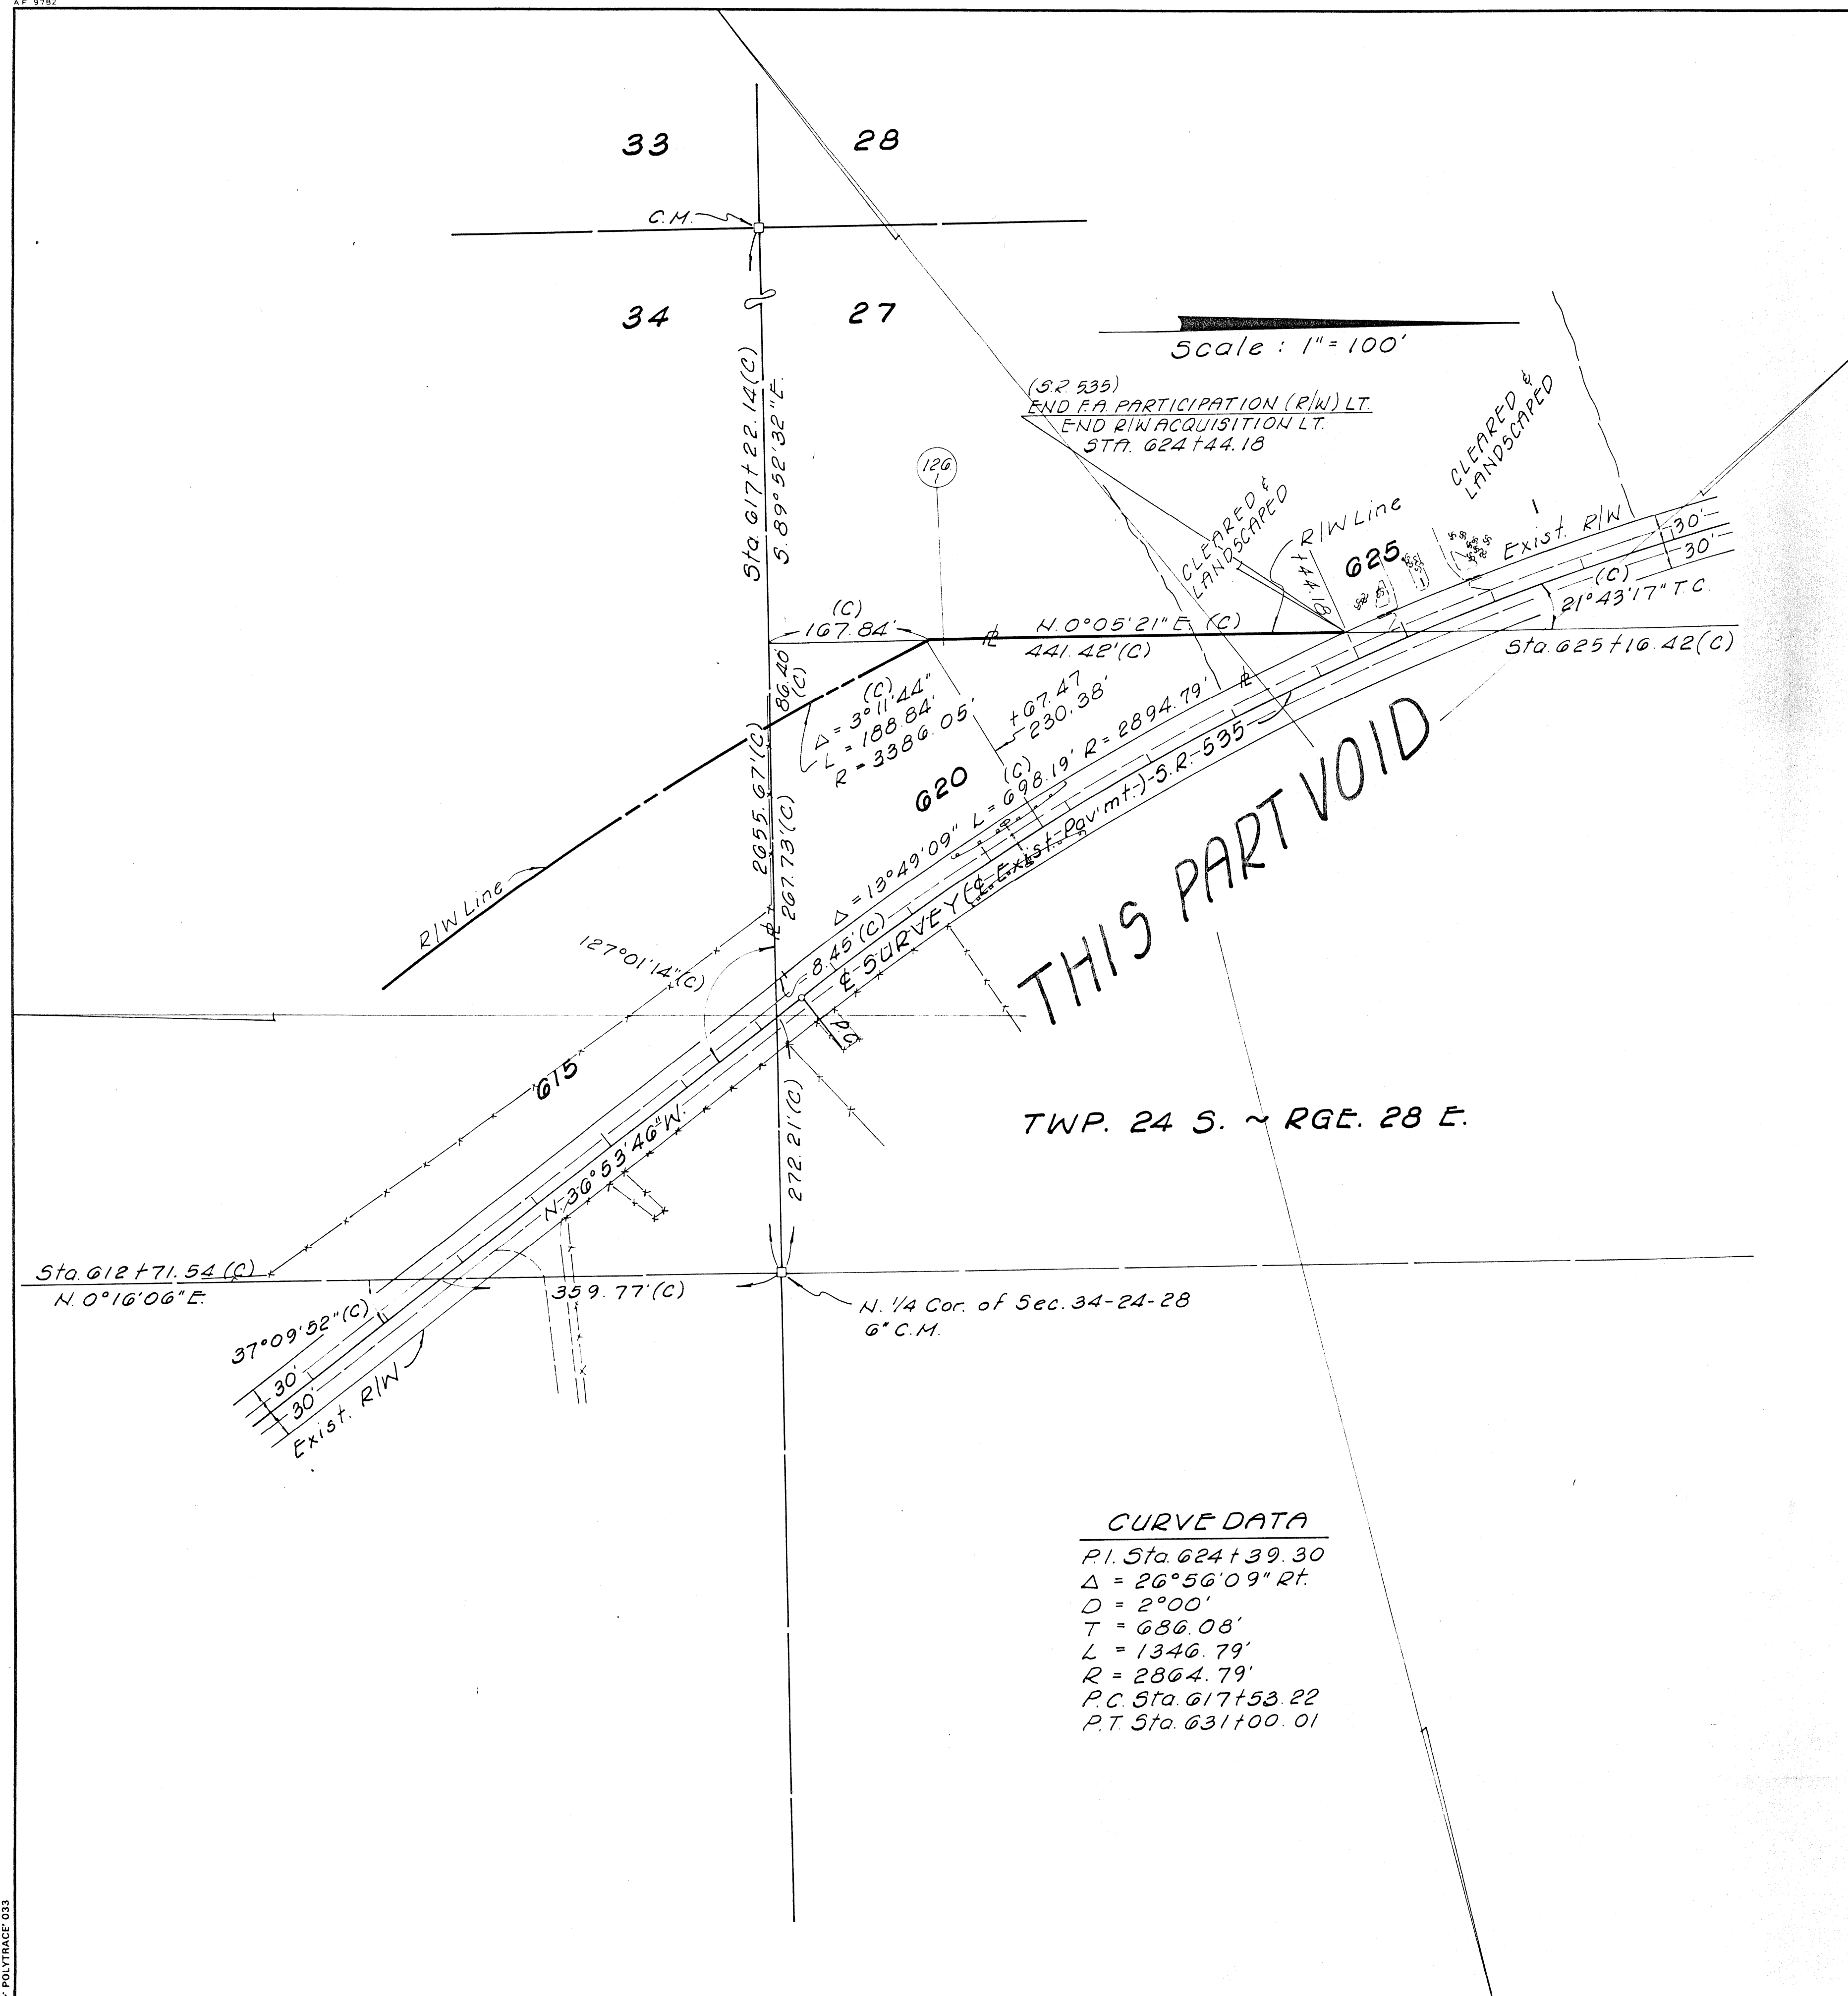 AF 9782
33
28
C.M.
34
27
Sta. 617+22.14(C)
S.89°52'32"E.
Scale : 1"=100'
(S.R. 535)
END F.A. PARTICIPATION (R/W) LT.
END R/W ACQUISITION LT.
STA. 624+44.18
126
1
CLEARED &
LANDSCAPED
CLEARED &
LANDSCAPED
R/W Line
+44.18
625
Exist. R/W
30'
30'
(C)
21°43'17" T.C.
Sta. 625+16.42(C)
(C)
167.84'
N.0°05'21"E. (C)
441.42'(C)
86.40'
(C)
(C)
Δ = 3°11'44"
L = 188.84'
R = 3386.05'
+67.47
230.38'
620
(C)
Δ = 13°49'09" L = 698.19' R = 2894.79'
2655.67'(C)
267.73'(C)
R/W Line
127°01'14"(C)
8.45'(C)
℄ SURVEY (℄ Exist. Pav'mt.) S.R. 535
P.C.
THIS PART VOID
615
N.36°53'46"W.
272.21'(C)
TWP. 24 S. ~ RGE. 28 E.
Sta. 612+71.54 (C)
N.0°16'06"E.
359.77'(C)
N. 1/4 Cor. of Sec. 34-24-28
6" C.M.
37°09'52"(C)
30'
30'
Exist. R/W
CURVE DATA
P.I. Sta. 624+39.30
Δ = 26°56'09" Rt.
D = 2°00'
T = 686.08'
L = 1346.79'
R = 2864.79'
P.C. Sta. 617+53.22
P.T. Sta. 631+00.01
POLYTRACE' 033